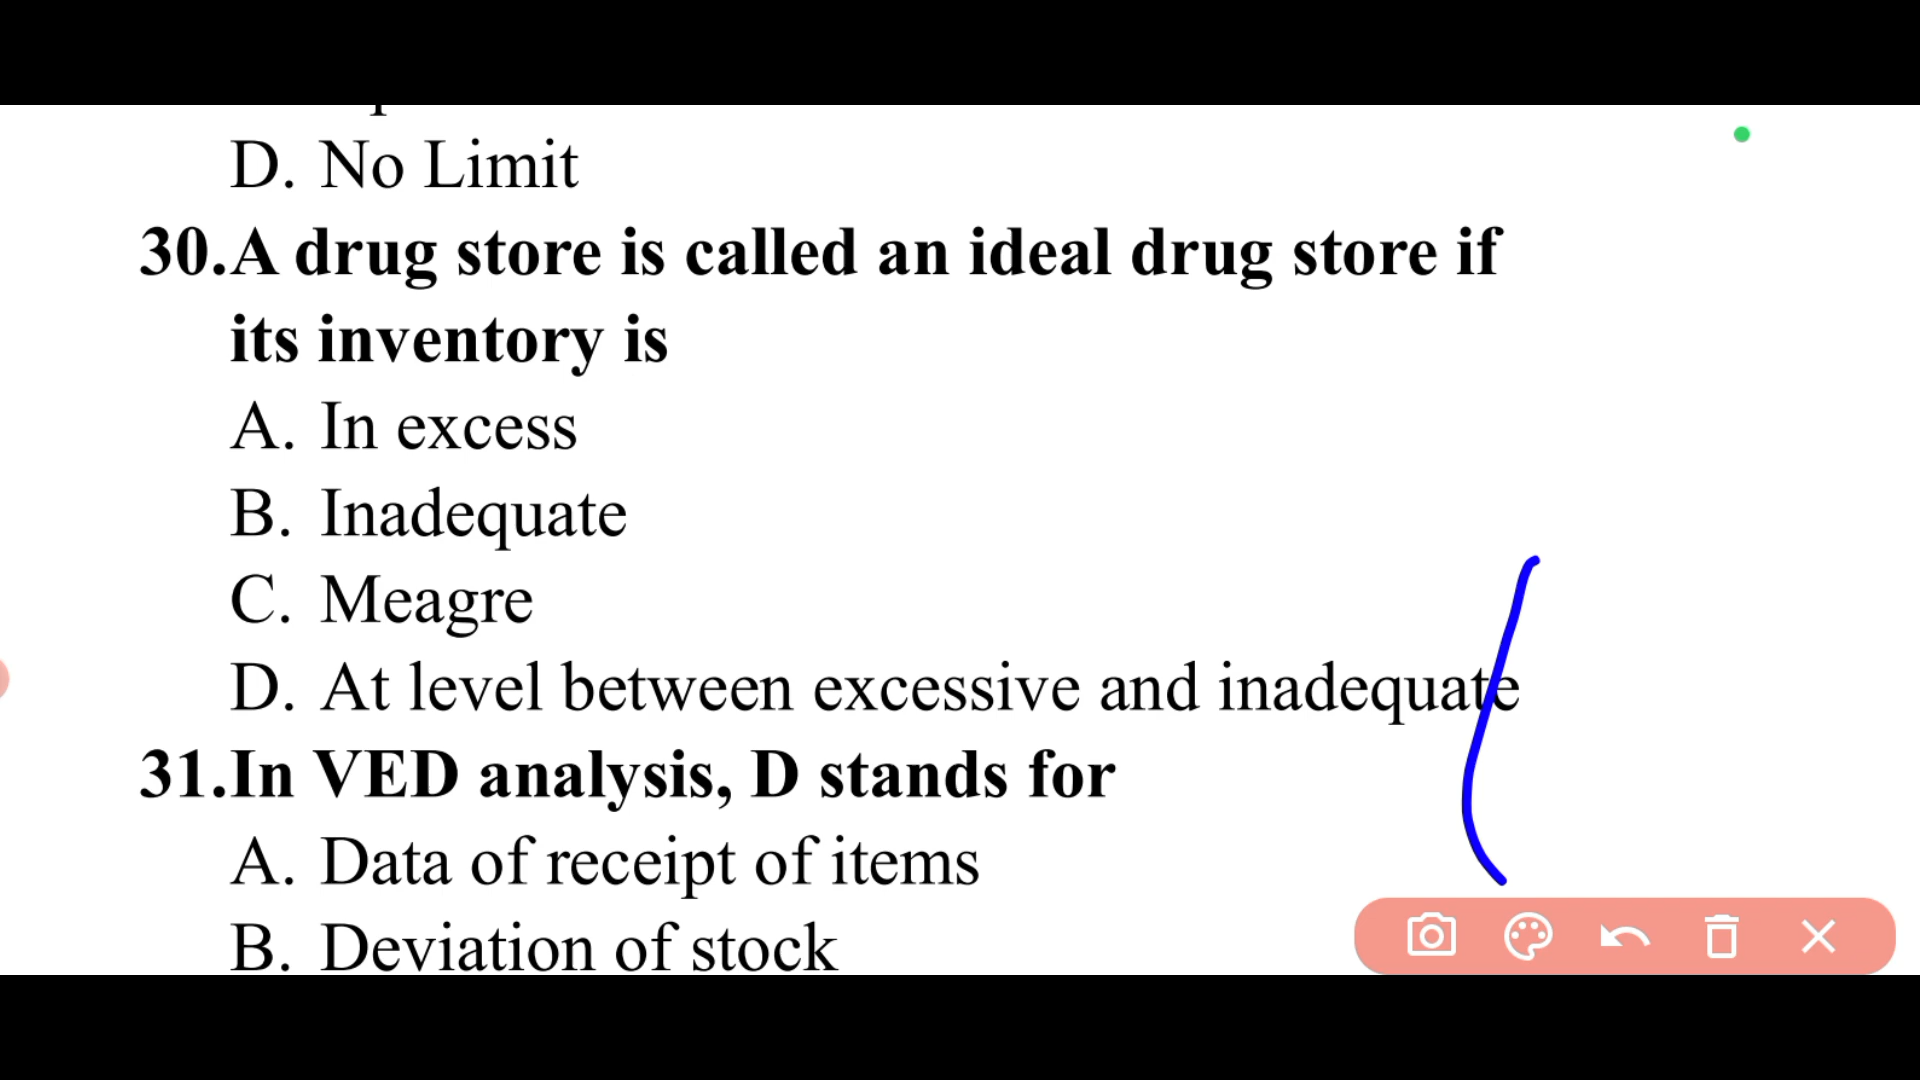 D. No Limit
30.A drug store is called an ideal drug store if
its inventory is
A. In excess
B. Inadequate
C. Meagre
D. At level between excessive and inadequate
31.In VED analysis, D stands for
A. Data of receipt of items
B. Deviation of stock